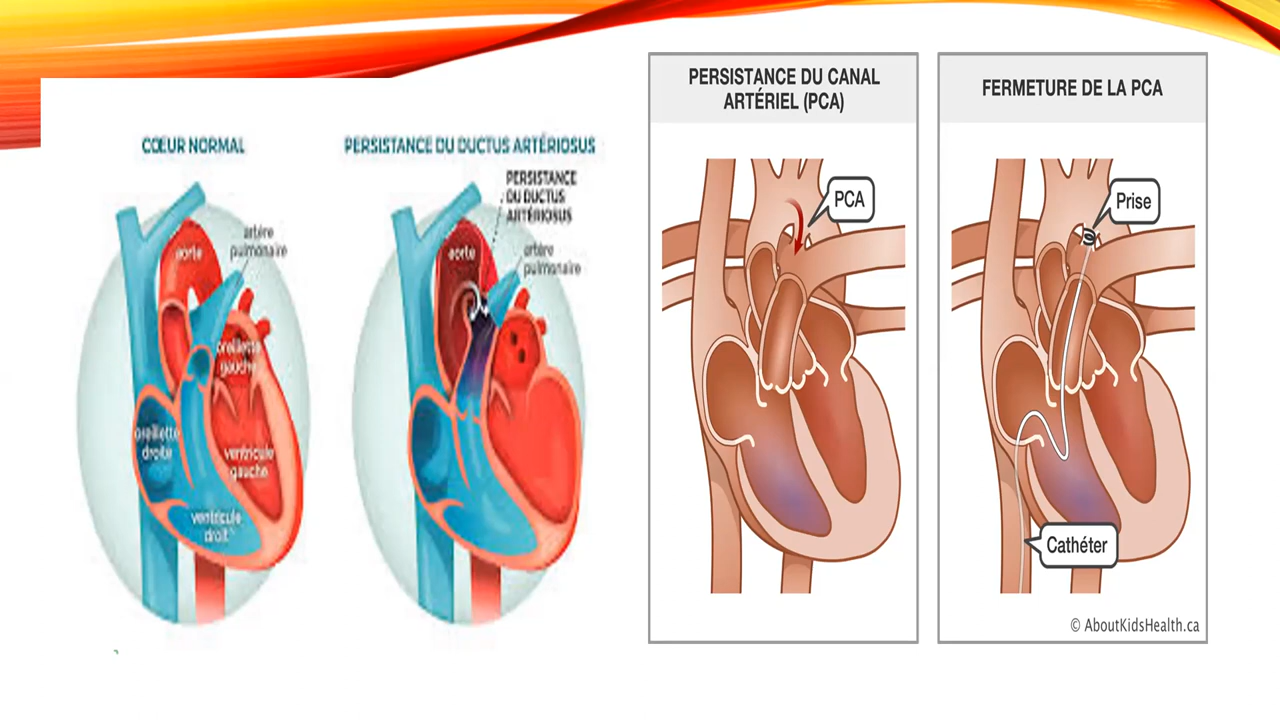 CŒUR NORMAL
artère
pulmonaire
aorte
oreillette
gauche
oreillette
droite
ventricule
gauche
ventricule
droit
PERSISTANCE DU DUCTUS ARTÉRIOSUS
PERSISTANCE
DU DUCTUS
ARTÉRIOSUS
aorte
artère
pulmonaire
PERSISTANCE DU CANAL
ARTÉRIEL (PCA)
PCA
FERMETURE DE LA PCA
Prise
Cathéter
© AboutKidsHealth.ca